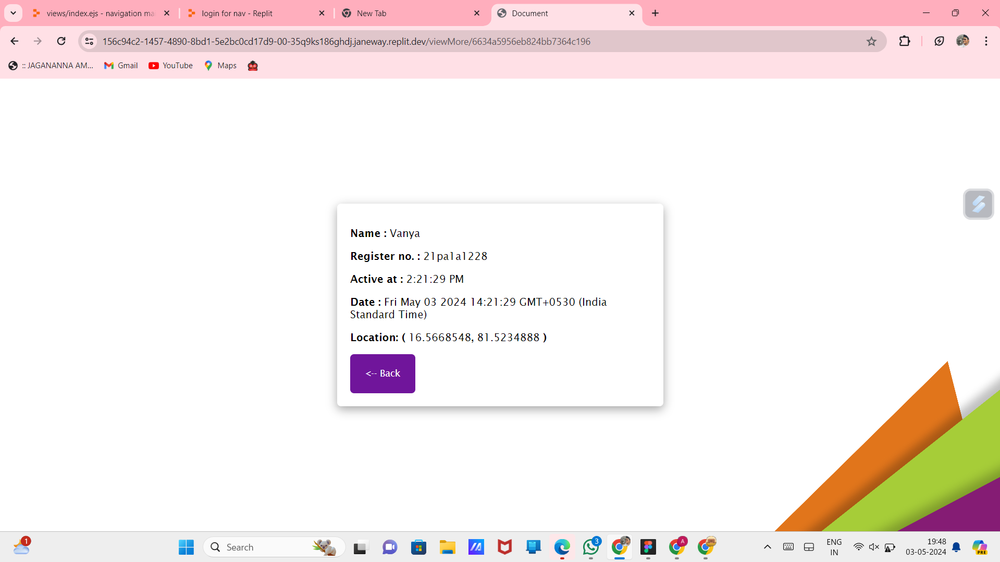 views/index.ejs - navigation ma
login for nav - Replit
New Tab
Document
156c94c2-1457-4890-8bd1-5e2bc0cd17d9-00-35q9ks186ghdj.janeway.replit.dev/viewMore/6634a5956eb824bb7364c196
:: JAGANANNA AM...
Gmail
YouTube
Maps
Name : Vanya
Register no. : 21pa1a1228
Active at : 2:21:29 PM
Date : Fri May 03 2024 14:21:29 GMT+0530 (India
Standard Time)
Location: ( 16.5668548, 81.5234888 )
<-- Back
1
Search
3
A
ENG
IN
19:48
03-05-2024
PRE